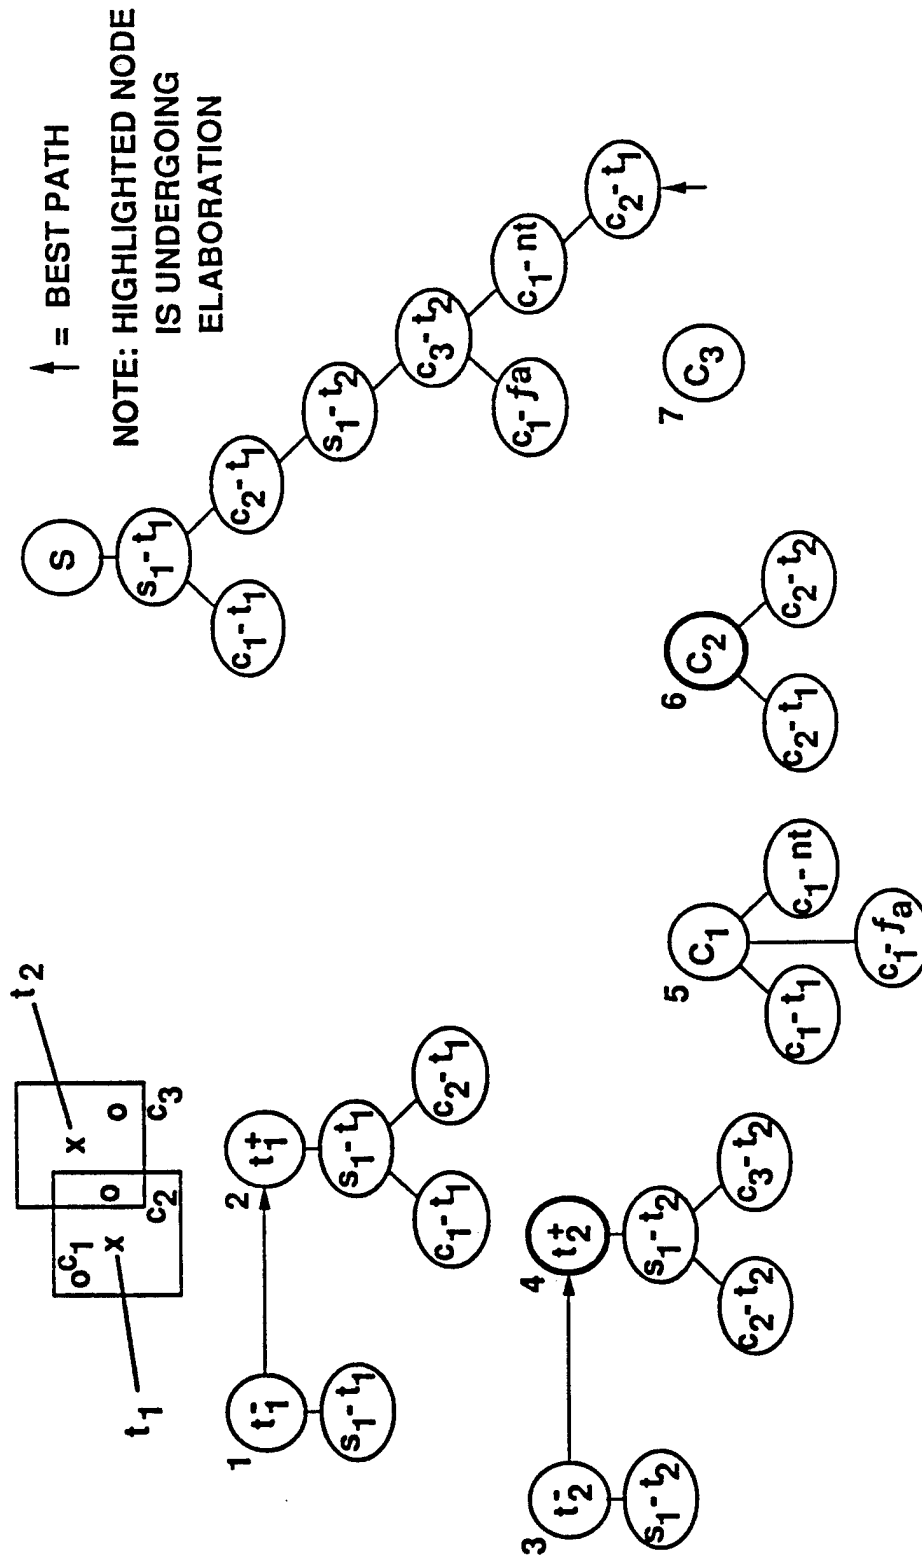 t₁
t₂
o c₁
x
o
c₂
x
o
c₃
S
s₁-t₁
c₁-t₁
c₂-t₁
s₁-t₂
c₃-t₂
c₁-fa
c₁-nt
c₂-t₁
↑ = BEST PATH
NOTE: HIGHLIGHTED NODE
IS UNDERGOING
ELABORATION
1
t₁⁻
s₁-t₁
2
t₁⁺
s₁-t₁
c₁-t₁
c₂-t₁
3
t₂⁻
s₁-t₂
4
t₂⁺
s₁-t₂
c₂-t₂
c₃-t₂
5
C₁
c₁-t₁
c₁-fa
c₁-nt
6
C₂
c₂-t₁
c₂-t₂
7
C₃